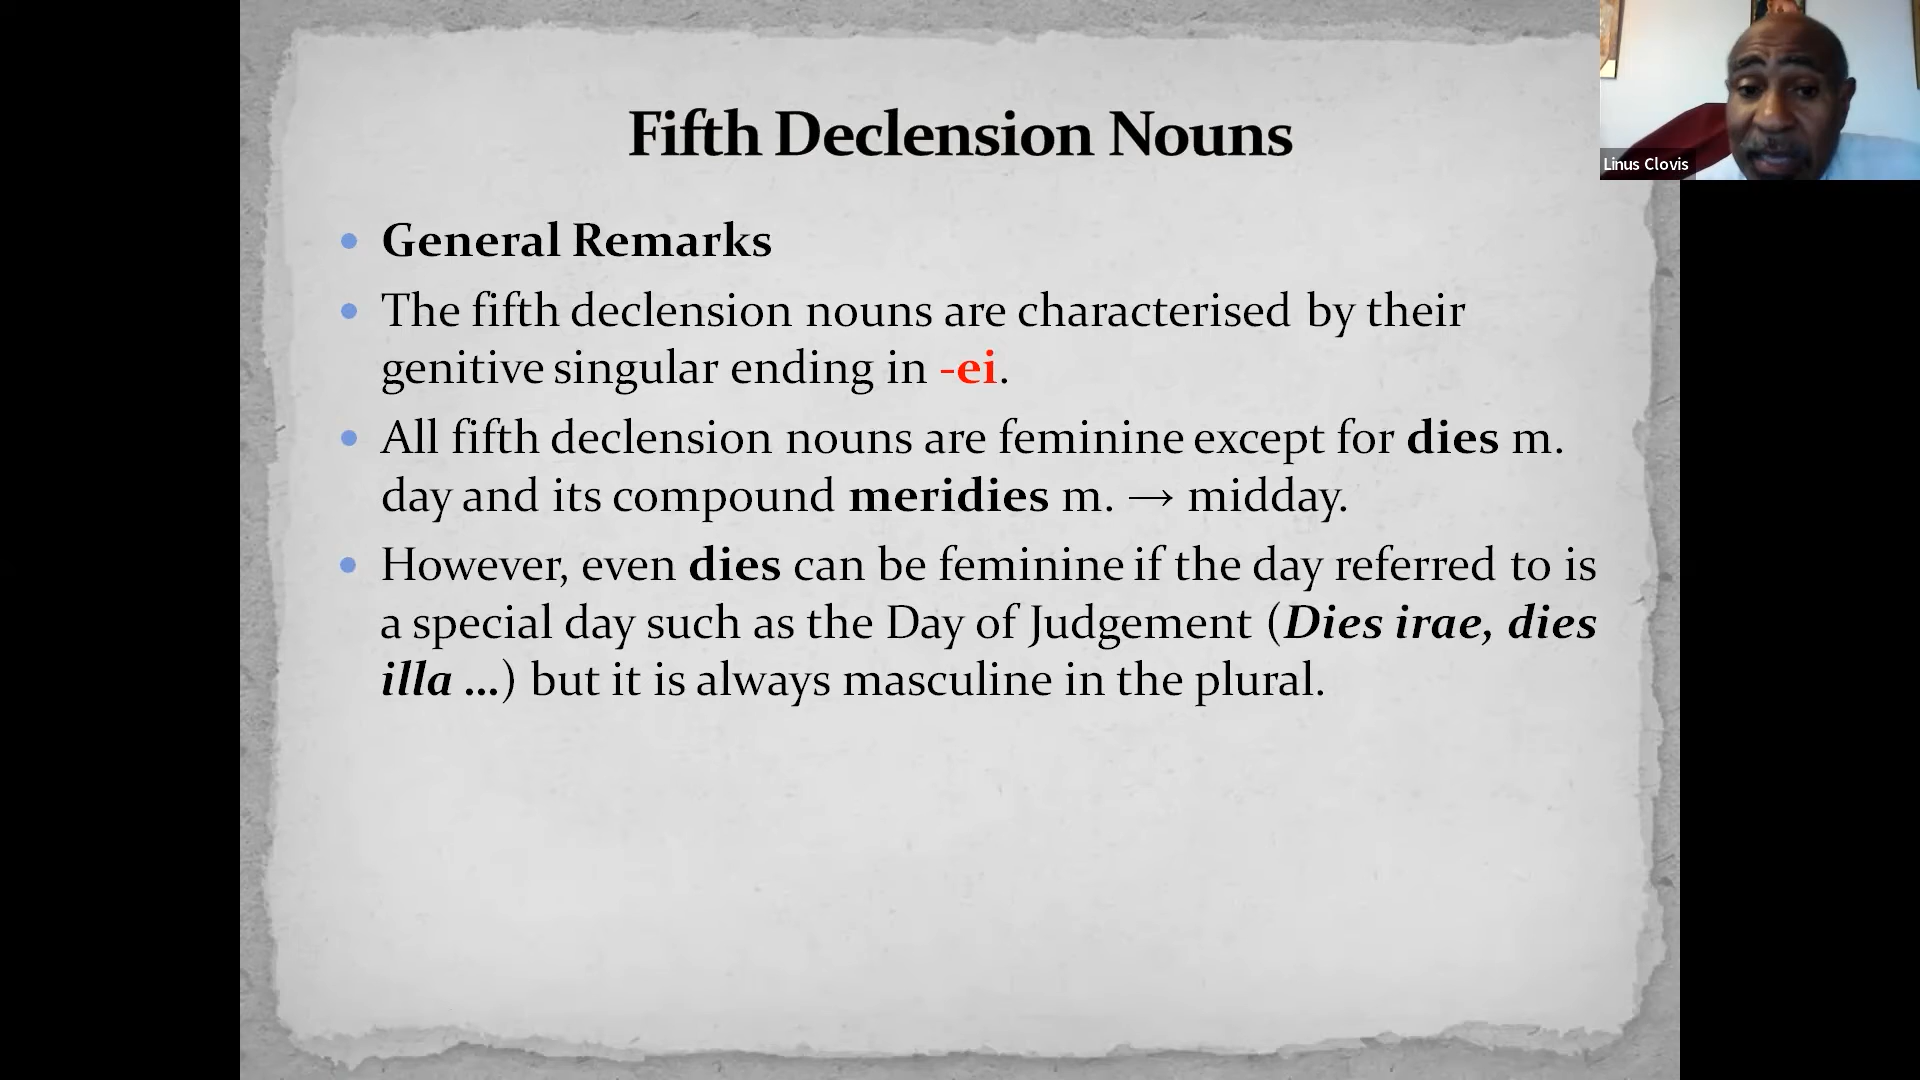 Fifth Declension Nouns
Linus Clovis
• General Remarks
• The fifth declension nouns are characterised by their
genitive singular ending in -ei.
• All fifth declension nouns are feminine except for dies m.
day and its compound meridies m. → midday.
• However, even dies can be feminine if the day referred to is
a special day such as the Day of Judgement (Dies irae, dies
illa ...) but it is always masculine in the plural.